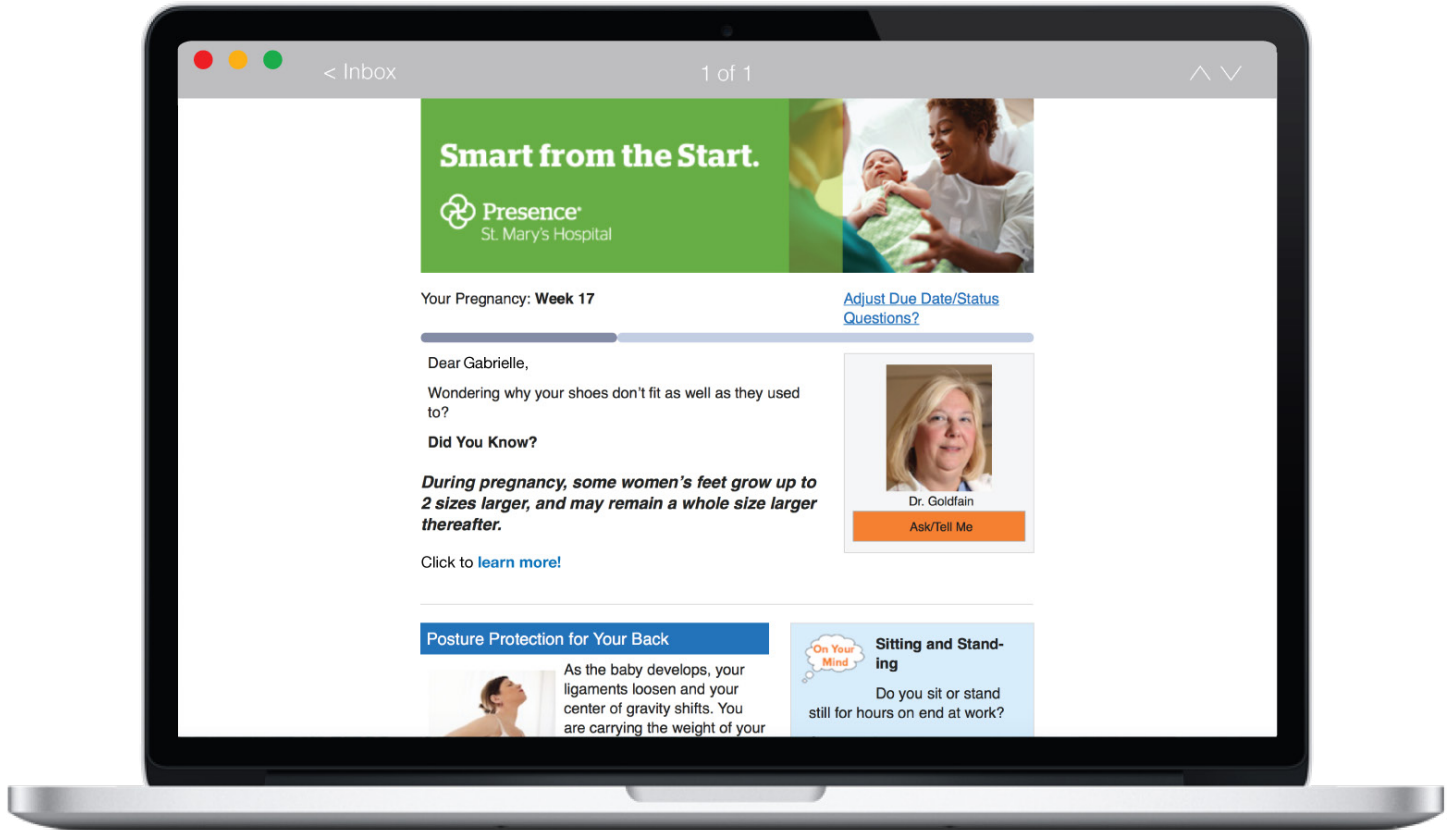 < Inbox
1 of 1
Smart from the Start.
Presence®
St. Mary's Hospital
Your Pregnancy: Week 17
Adjust Due Date/Status
Questions?
Dear Gabrielle,
Wondering why your shoes don't fit as well as they used
to?
Did You Know?
During pregnancy, some women's feet grow up to
2 sizes larger, and may remain a whole size larger
thereafter.
Click to learn more!
Dr. Goldfain
Ask/Tell Me
Posture Protection for Your Back
As the baby develops, your
ligaments loosen and your
center of gravity shifts. You
are carrying the weight of your
On Your
Mind
Sitting and Stand-
ing
Do you sit or stand
still for hours on end at work?